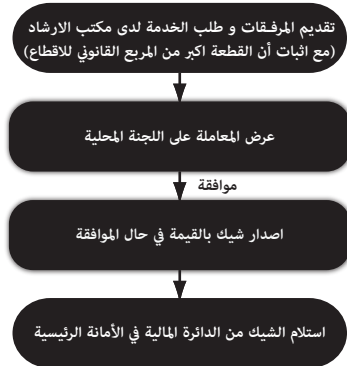 تقديم المرفـقات و طلب الخدمة لدى مكتب الارشاد
(مع اثبات أن القطعة اكبر من المربع القانوني للاقطاع)
عرض المعاملة على اللجنة المحلية
موافقة
اصدار شيك بالقيمة في حال الموافقة
استلام الشيك من الدائرة المالية في الأمانة الرئيسية